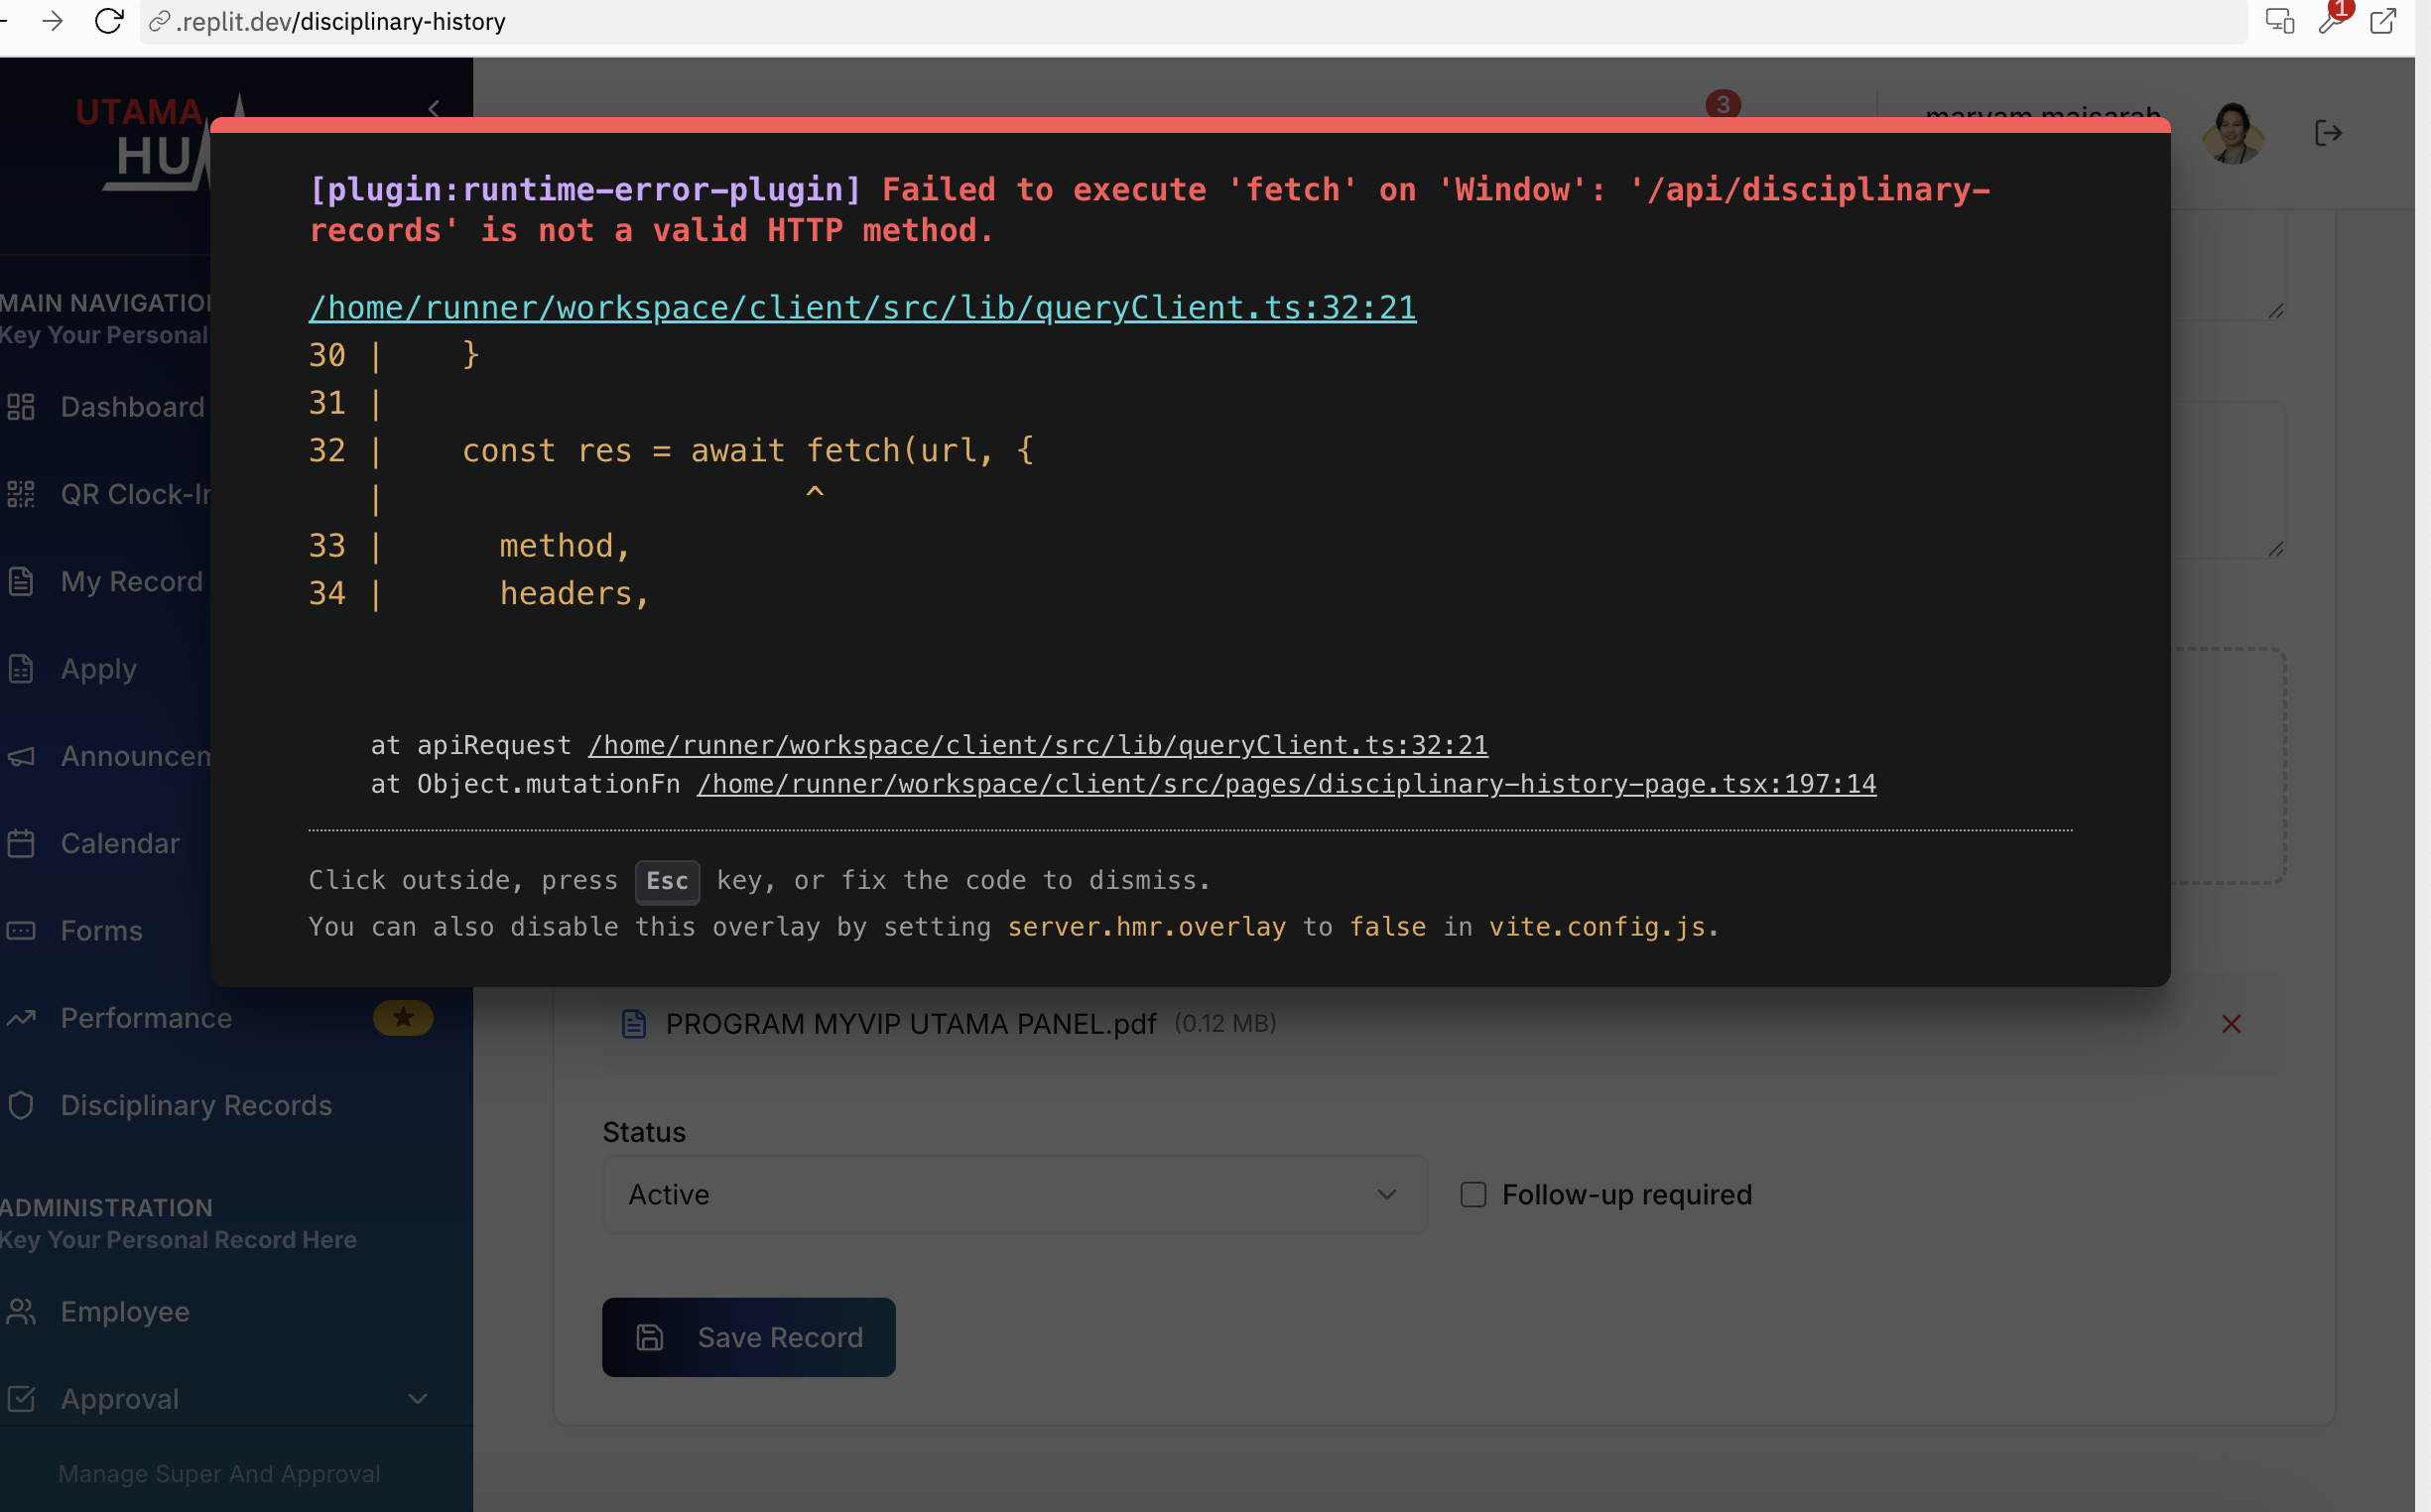 .replit.dev/disciplinary-history
1
UTAMA
HU
3
maryam maisarah
[plugin:runtime-error-plugin] Failed to execute 'fetch' on 'Window': '/api/disciplinary-
records' is not a valid HTTP method.
/home/runner/workspace/client/src/lib/queryClient.ts:32:21
30 |    }
31 |
32 |    const res = await fetch(url, {
   |                      ^
33 |      method,
34 |      headers,
at apiRequest /home/runner/workspace/client/src/lib/queryClient.ts:32:21
at Object.mutationFn /home/runner/workspace/client/src/pages/disciplinary-history-page.tsx:197:14
Click outside, press Esc key, or fix the code to dismiss.
You can also disable this overlay by setting server.hmr.overlay to false in vite.config.js.
MAIN NAVIGATIO
Key Your Personal
Dashboard
QR Clock-In
My Record
Apply
Announcem
Calendar
Forms
Performance
Disciplinary Records
ADMINISTRATION
Key Your Personal Record Here
Employee
Approval
Manage Super And Approval
PROGRAM MYVIP UTAMA PANEL.pdf (0.12 MB)
Status
Active
Follow-up required
Save Record